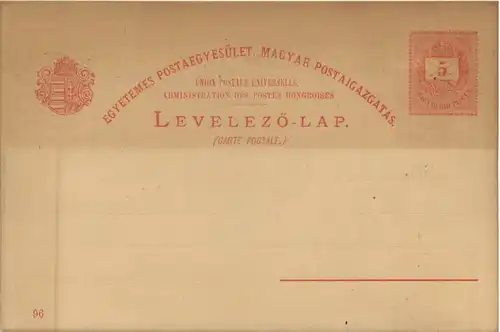 EGYETEMES POSTAEGYESÜLET. MAGYAR POSTAIGAZGATÁS.
UNION POSTALE UNIVERSELLE.
ADMINISTRATION DES POSTES HONGROISES
LEVELEZŐ-LAP.
(CARTE POSTALE.)
5
96